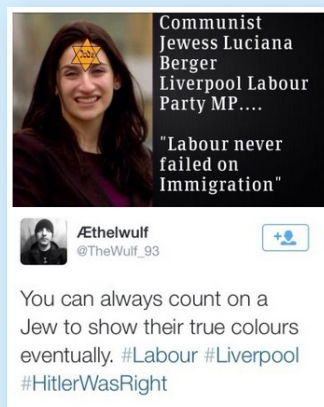 Communist
Jewess Luciana
Berger
Liverpool Labour
Party MP....
"Labour never
failed on
Immigration"
Æthelwulf
@TheWulf_93
You can always count on a
Jew to show their true colours
eventually. #Labour #Liverpool
#HitlerWasRight